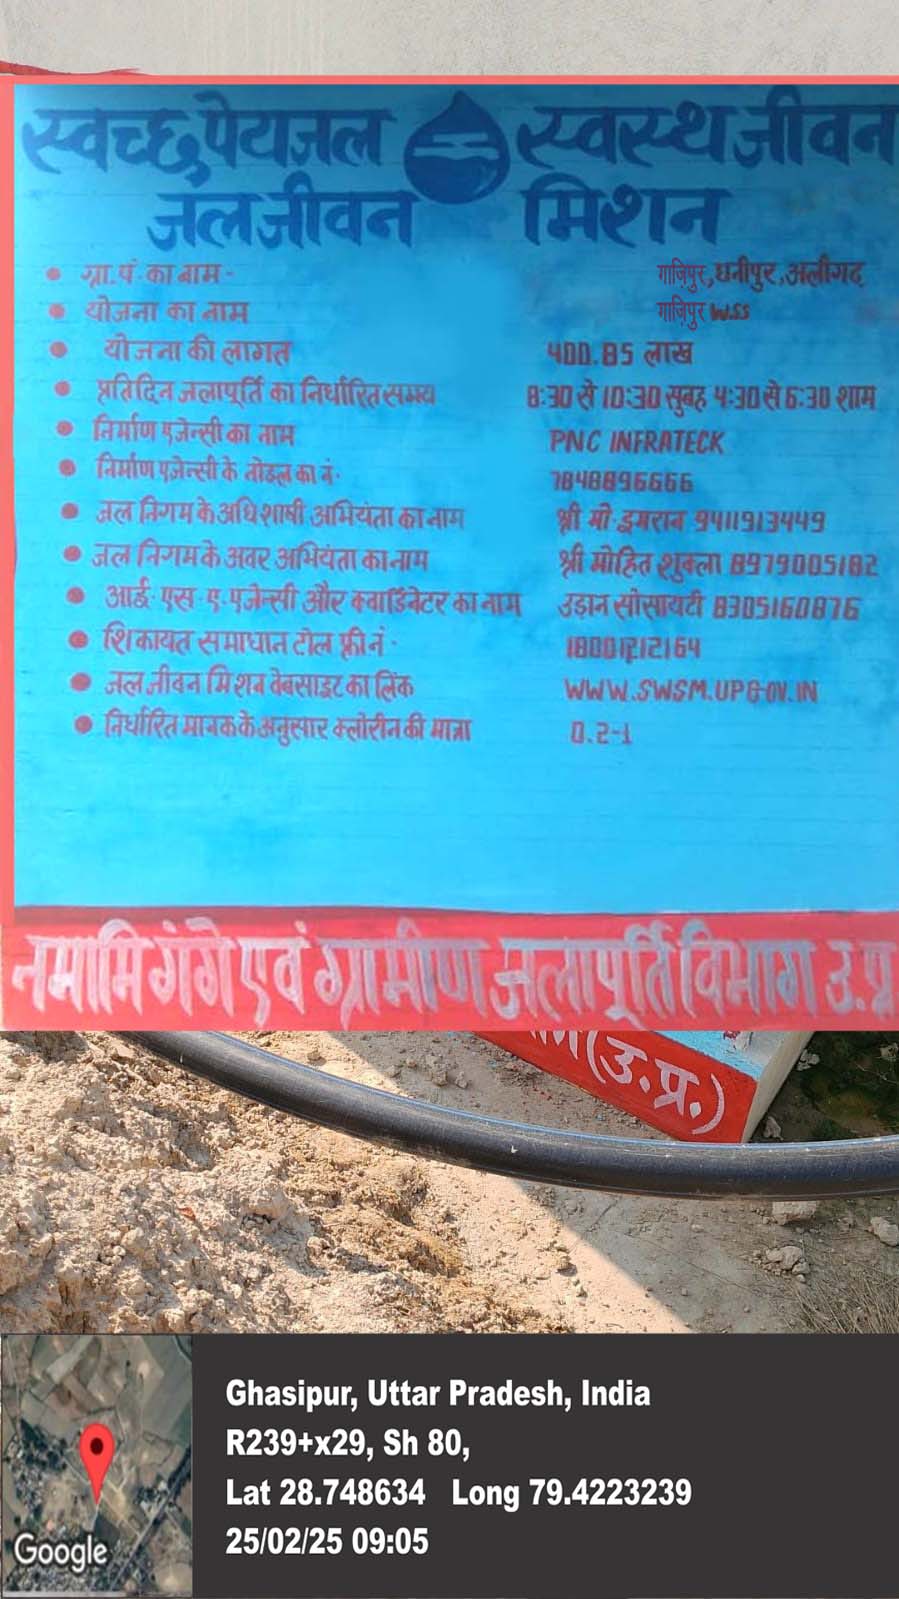 स्वच्छ पेयजल स्वस्थ जीवन
जल जीवन मिशन
• ग्रा.पं. का नाम - गाज़िपुर,धनीपुर,अलीगढ़
• योजना का नाम गाज़िपुर W.SS
• योजना की लागत 400.85 लाख
• प्रतिदिन जलापूर्ति का निर्धारित समय 8:30 से 10:30 सुबह 4:30 से 6:30 शाम
• निर्माण एजेन्सी का नाम PNC INFRATECK
• निर्माण एजेन्सी के नोडल का नं. 7848896666
• जल निगम के अधिशाषी अभियंता का नाम श्री मो. इमरान 9411913449
• जल निगम के अवर अभियंता का नाम श्री मोहित शुक्ला 8979005182
• आई. एस. ए. एजेन्सी और क्वार्डिनेटर का नाम उड़ान सोसायटी 8305160876
• शिकायत समाधान टोल फ्री नं. 18001212164
• जल जीवन मिशन वेबसाइट का लिंक WWW.SWSM.UPGOV.IN
• निर्धारित मानक के अनुसार क्लोरीन की मात्रा 0.2-1
नमामि गंगे एवं ग्रामीण जलापूर्ति विभाग उ.प्र
(उ.प्र.)
Ghasipur, Uttar Pradesh, India
R239+x29, Sh 80,
Lat 28.748634 Long 79.4223239
25/02/25 09:05
Google